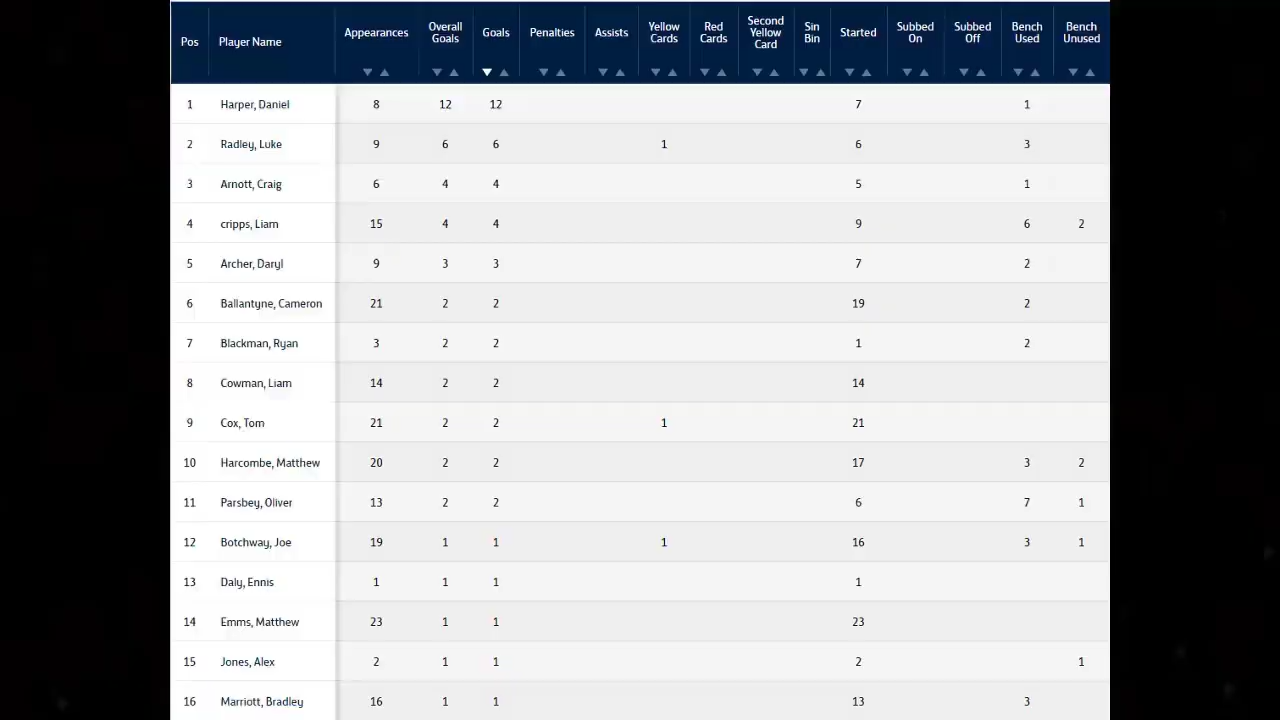 Pos Player Name Appearances Overall Goals Goals Penalties Assists Yellow Cards Red Cards Second Yellow Card Sin Bin Started Subbed On Subbed Off Bench Used Bench Unused
1 Harper, Daniel 8 12 12 7 1
2 Radley, Luke 9 6 6 1 6 3
3 Arnott, Craig 6 4 4 5 1
4 cripps, Liam 15 4 4 9 6 2
5 Archer, Daryl 9 3 3 7 2
6 Ballantyne, Cameron 21 2 2 19 2
7 Blackman, Ryan 3 2 2 1 2
8 Cowman, Liam 14 2 2 14
9 Cox, Tom 21 2 2 1 21
10 Harcombe, Matthew 20 2 2 17 3 2
11 Parsbey, Oliver 13 2 2 6 7 1
12 Botchway, Joe 19 1 1 1 16 3 1
13 Daly, Ennis 1 1 1 1
14 Emms, Matthew 23 1 1 23
15 Jones, Alex 2 1 1 2 1
16 Marriott, Bradley 16 1 1 13 3